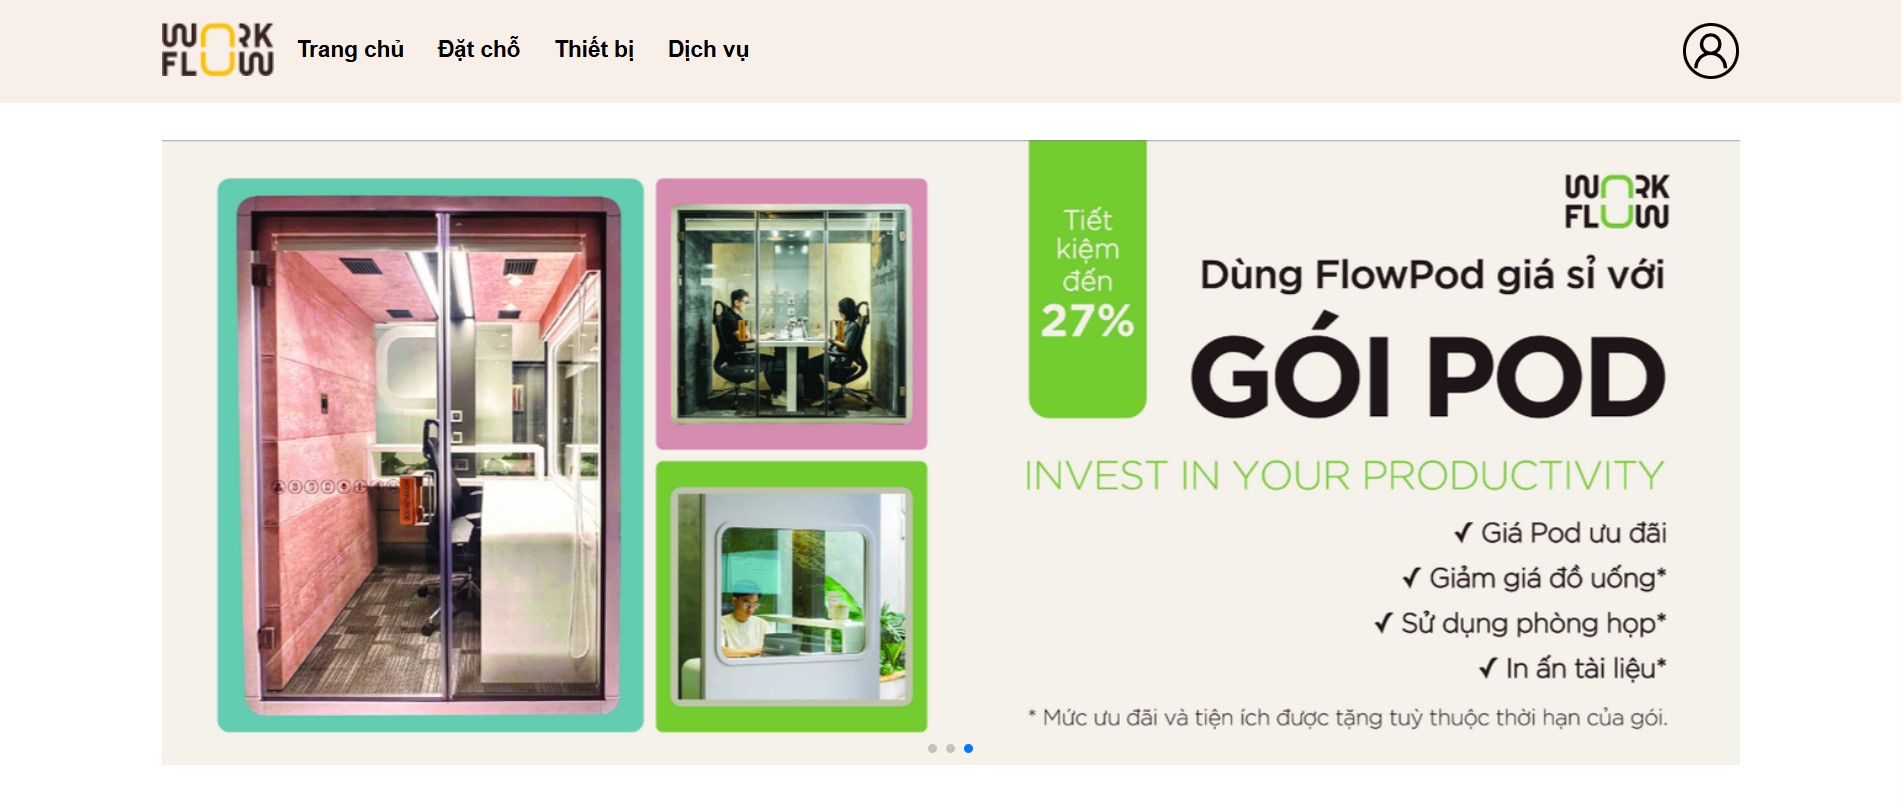 WORK
FLOW
Trang chủ
Đặt chỗ
Thiết bị
Dịch vụ
Tiết
kiệm
đến
27%
WORK
FLOW
Dùng FlowPod giá sỉ với
GÓI POD
INVEST IN YOUR PRODUCTIVITY
✓ Giá Pod ưu đãi
✓ Giảm giá đồ uống*
✓ Sử dụng phòng họp*
✓ In ấn tài liệu*
* Mức ưu đãi và tiện ích được tặng tuỳ thuộc thời hạn của gói.